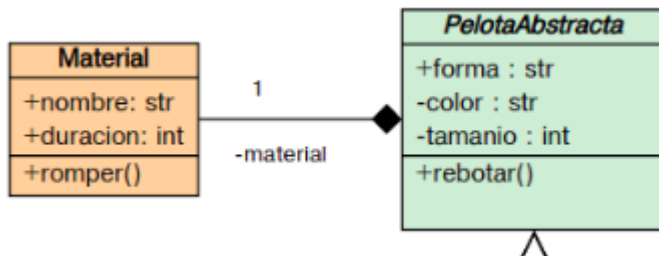 Material
+nombre: str
+duracion: int
+romper()
1
-material
PelotaAbstracta
+forma : str
-color : str
-tamanio : int
+rebotar()